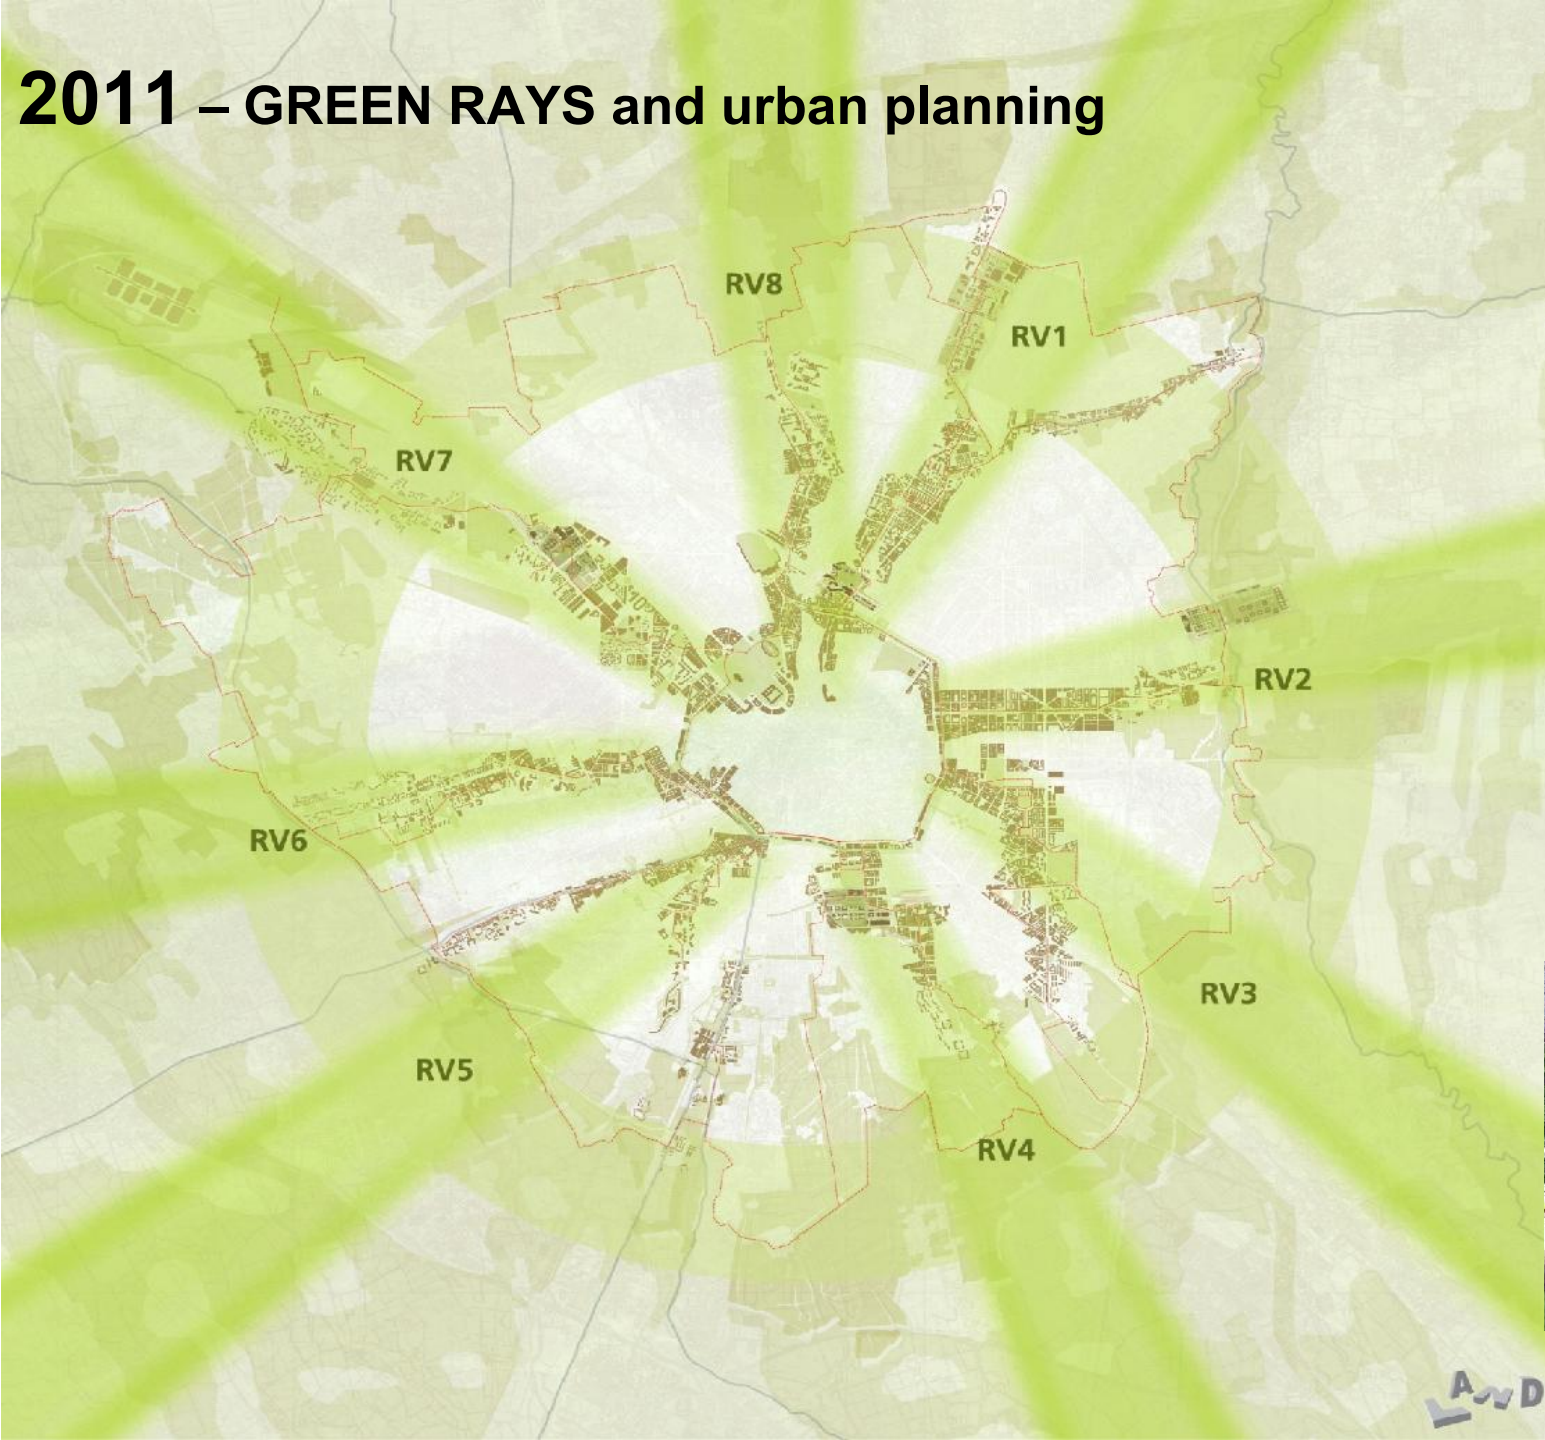 2011 – GREEN RAYS and urban planning
RV8
RV1
RV7
RV2
RV6
RV3
RV5
RV4
LAND